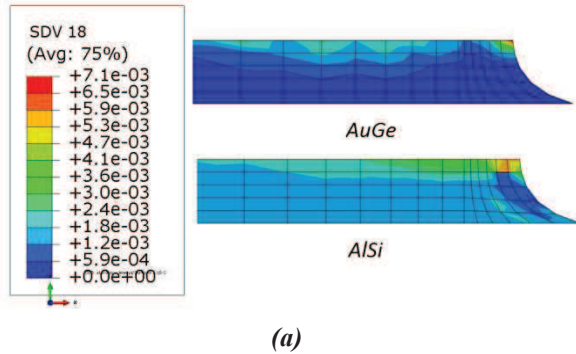 SDV 18
(Avg: 75%)
+7.1e-03
+6.5e-03
+5.9e-03
+5.3e-03
+4.7e-03
+4.1e-03
+3.6e-03
+3.0e-03
+2.4e-03
+1.8e-03
+1.2e-03
+5.9e-04
+0.0e+00
AuGe
AlSi
(a)